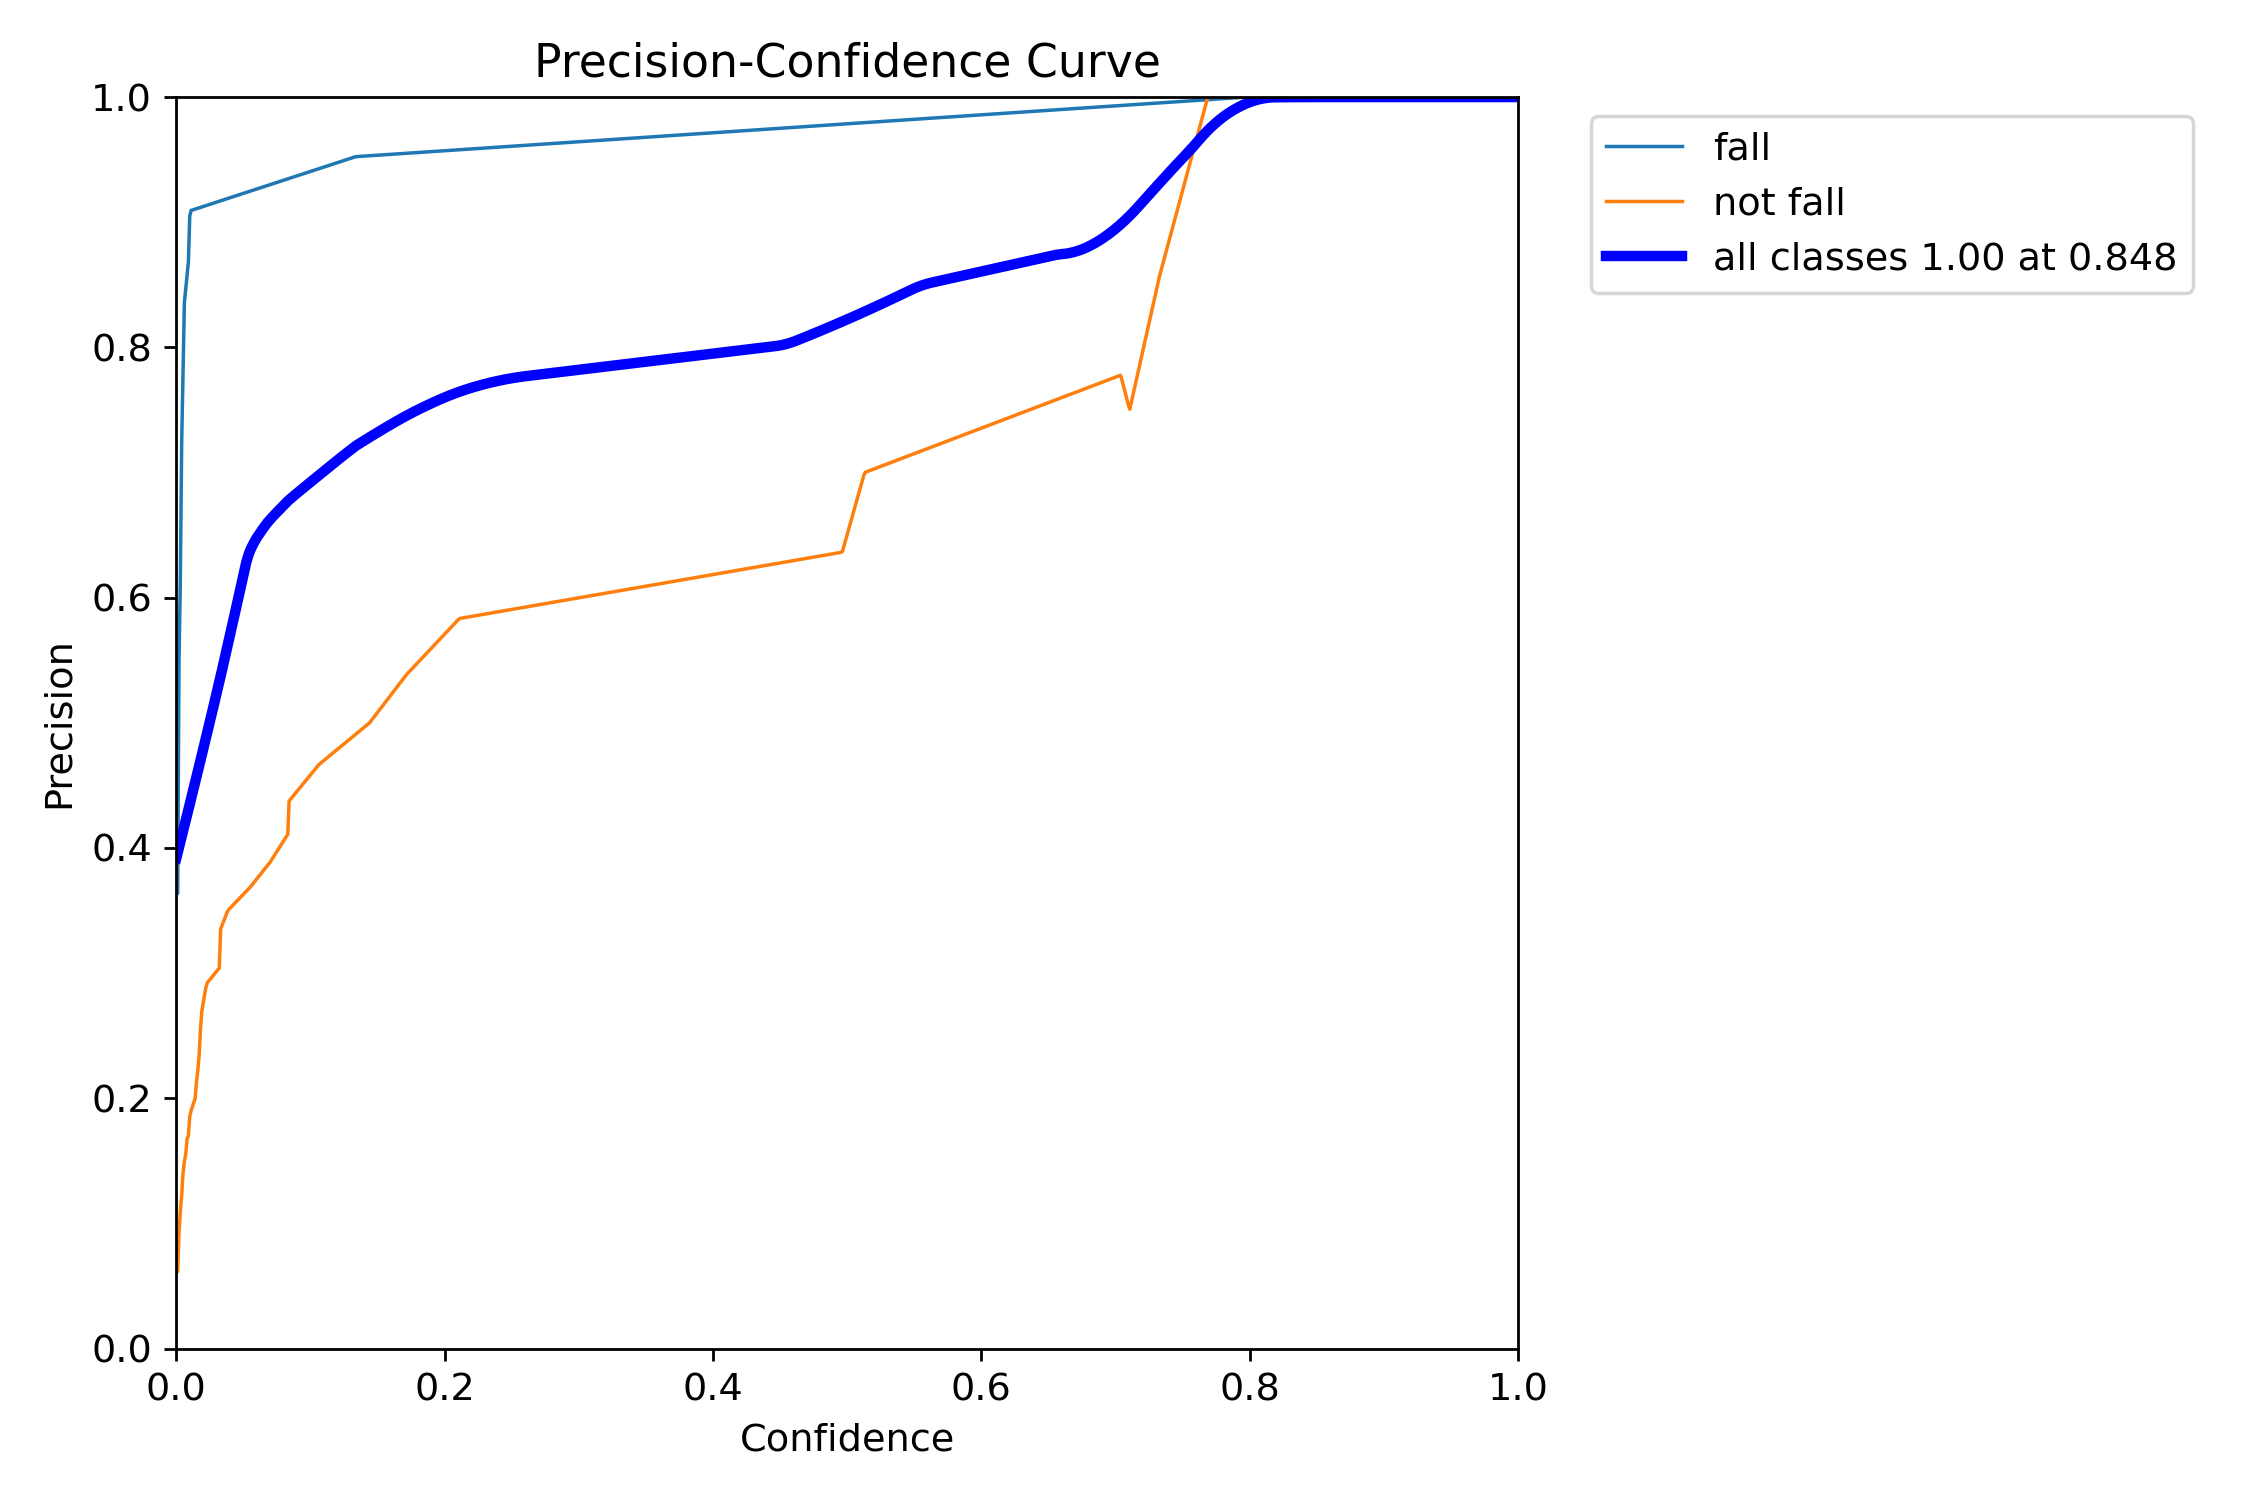 Precision-Confidence Curve
1.0
0.8
0.6
0.4
0.2
0.0
Precision
0.0 0.2 0.4 0.6 0.8 1.0
Confidence
fall
not fall
all classes 1.00 at 0.848